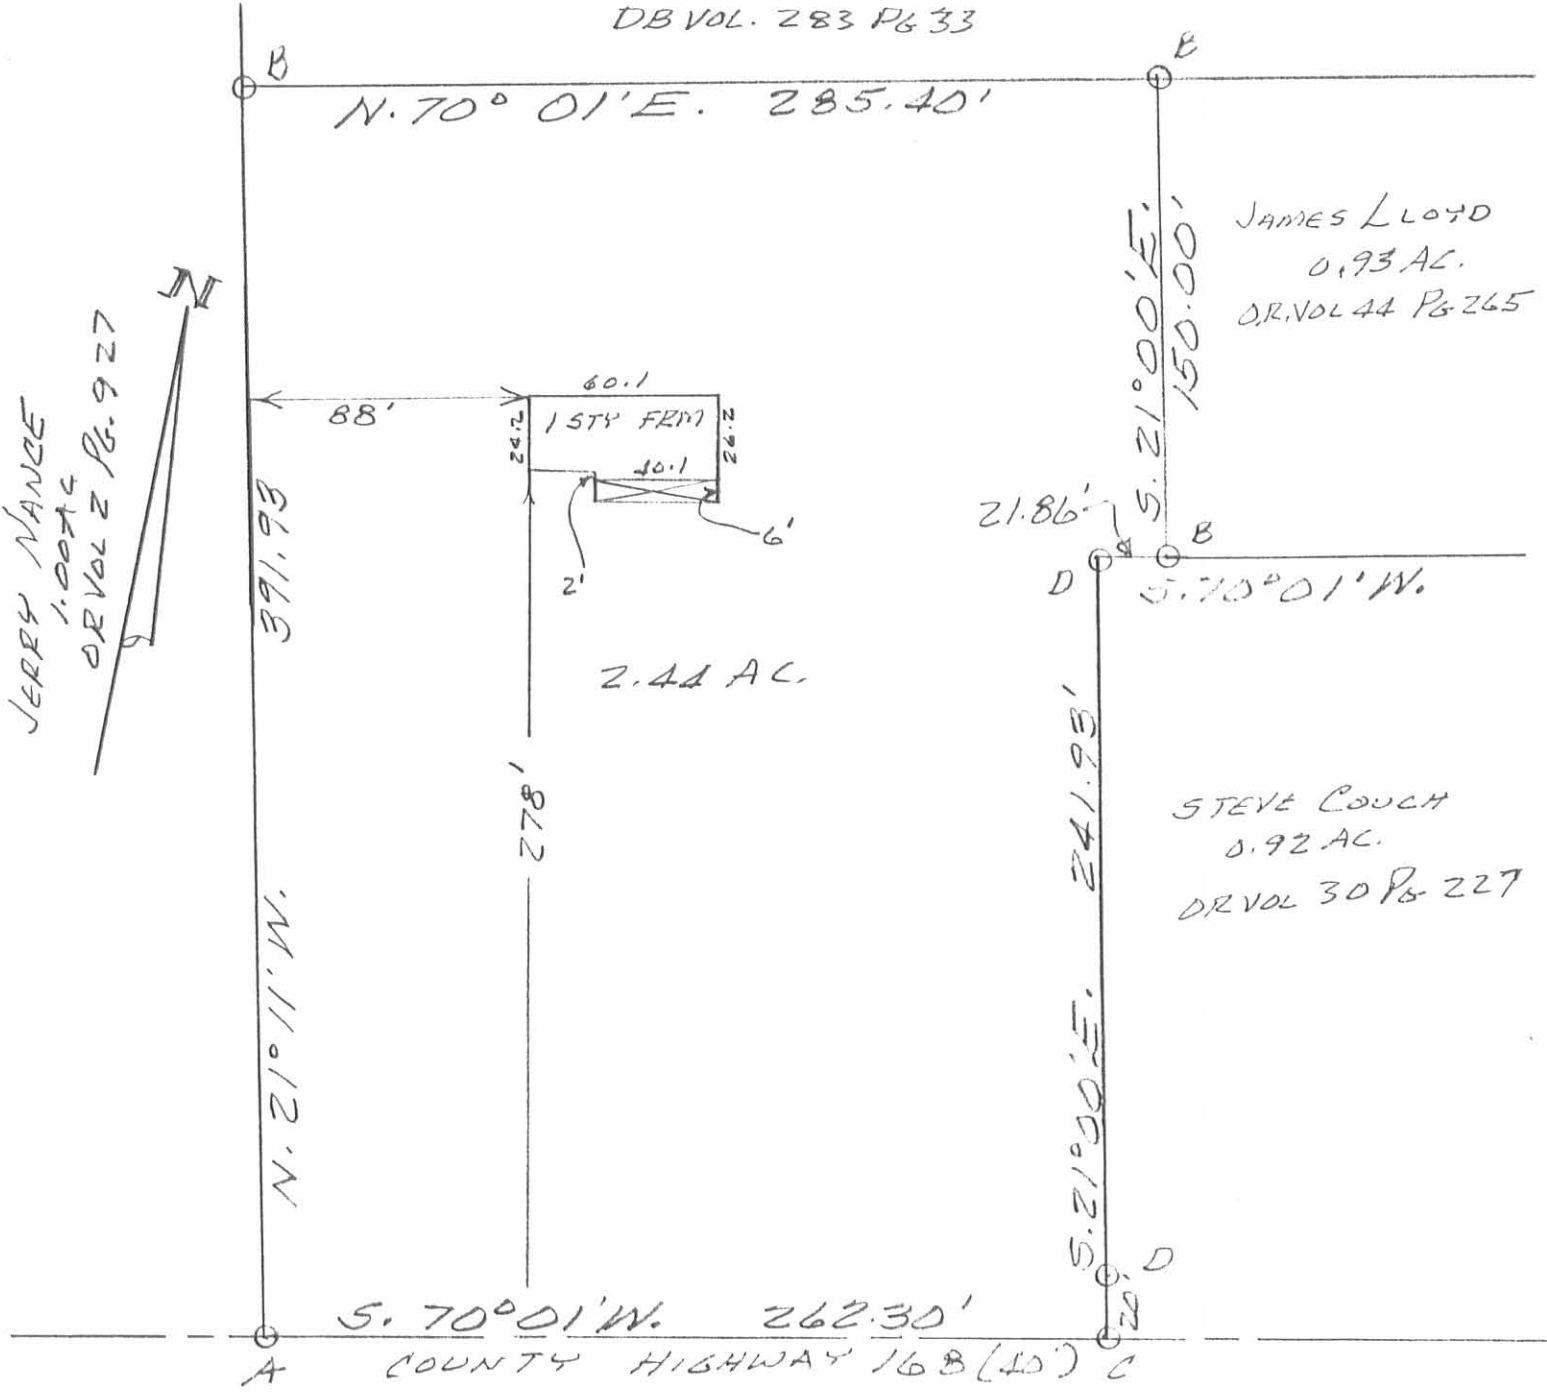 DB VOL. 283 PG 33
B
B
N. 70° 01' E. 285.40'
S. 21° 00' E.
150.00'
JAMES LLOYD
0.93 AC.
O.R. VOL 44 PG 265
N
JERRY NANCE
1.00 AC
OR VOL 2 PG. 927
88'
60.1
1 STY FRM
24.2
26.2
40.1
2'
6'
21.86'
D
B
S. 70° 01' W.
N. 21° 11' W.
391.93
2.44 AC.
278'
S. 21° 00' E. 241.93'
STEVE COUCH
0.92 AC.
OR VOL 30 PG 227
D
20'
S. 70° 01' W. 262.30'
A
COUNTY HIGHWAY 16B (40')
C